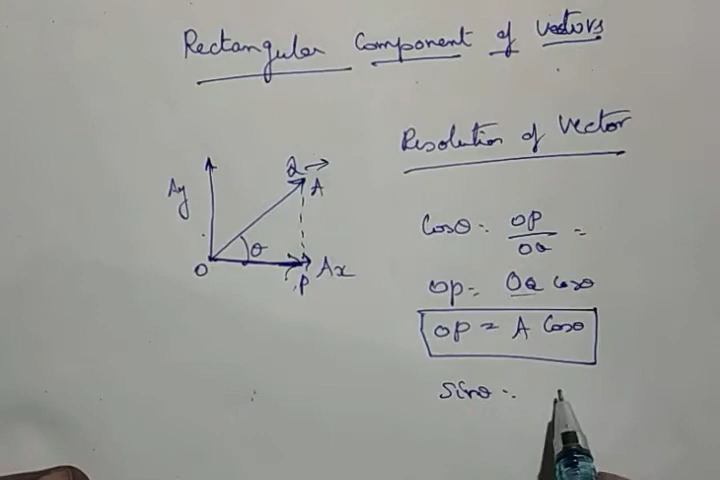 Rectangular Component of Vectors
Resolution of Vector
Q
A
Ay
θ
O
P
Ax
Cosθ = OP/OQ =
OP = OQ Cosθ
OP = A Cosθ
Sinθ =